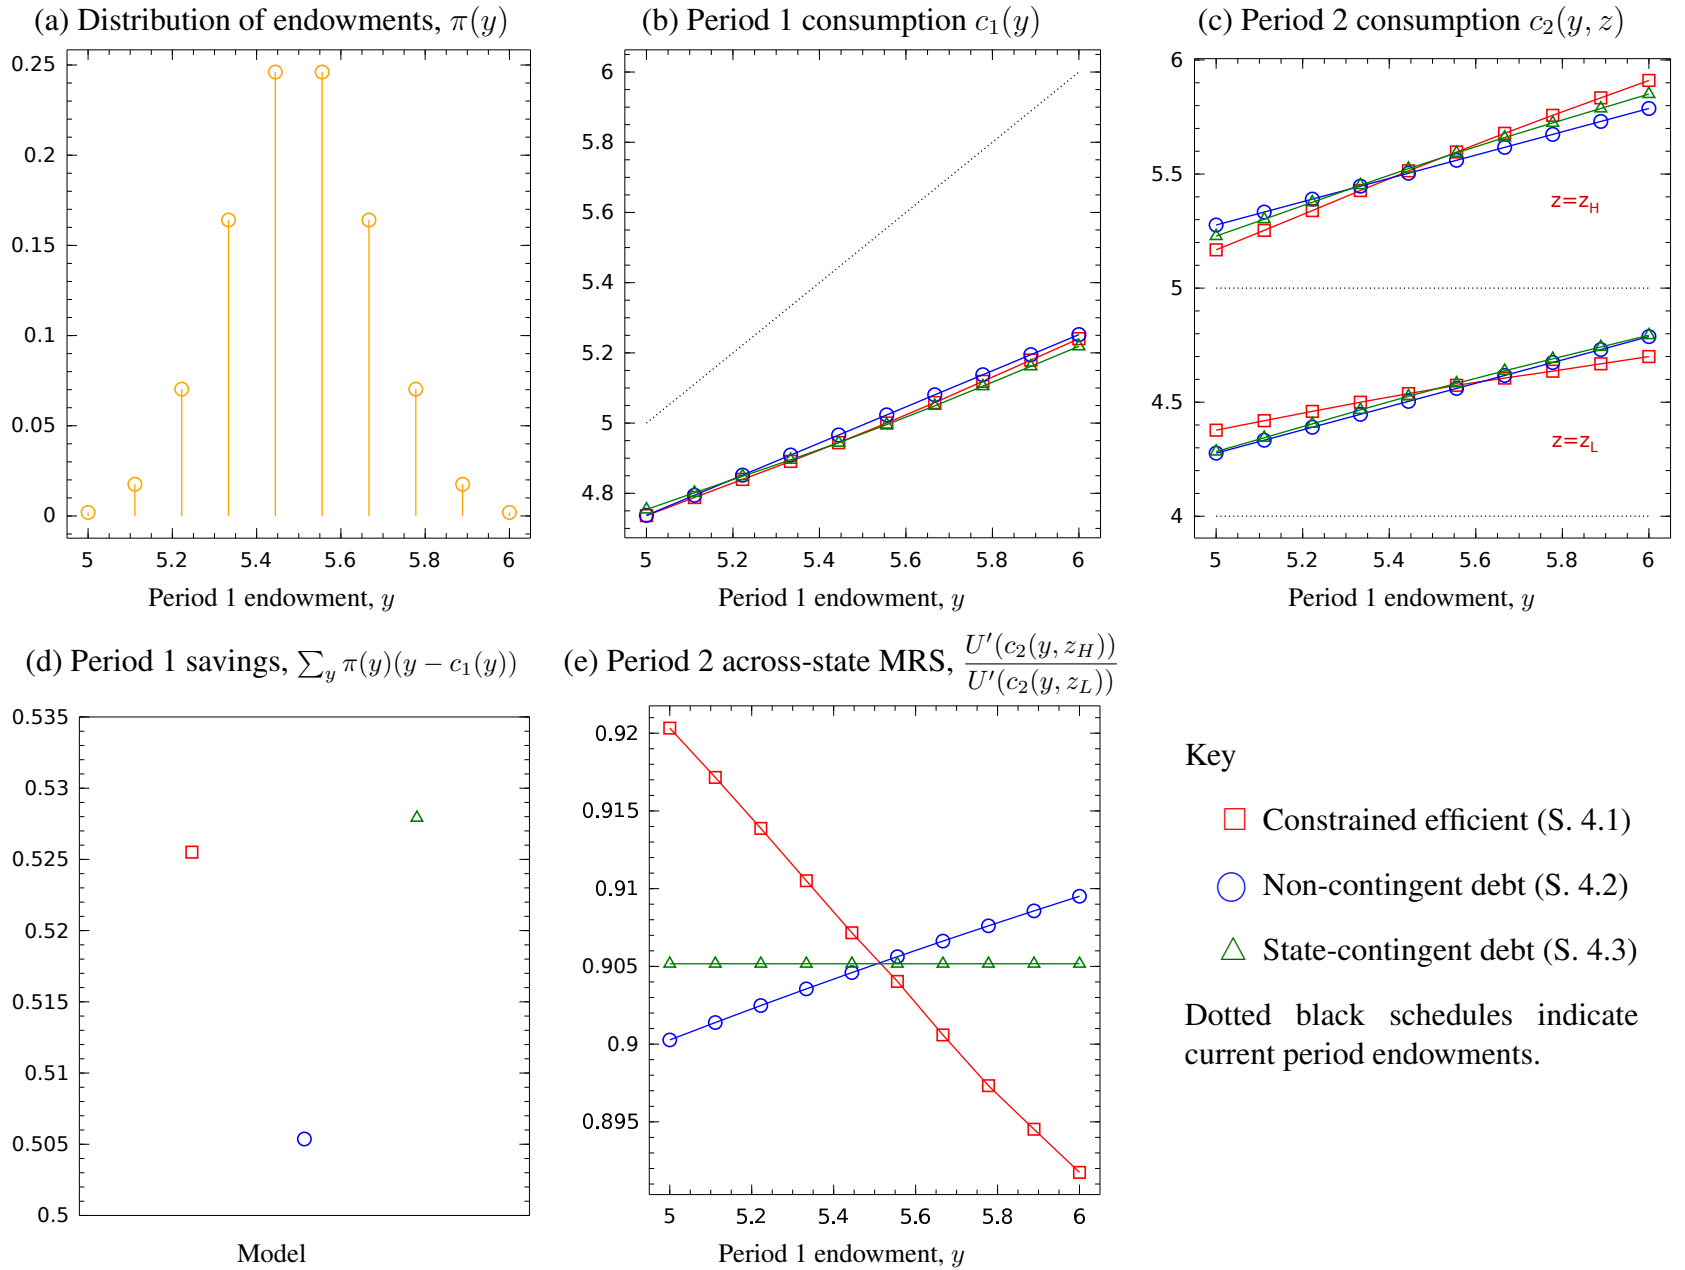 (a) Distribution of endowments, π(y)
0.25
0.2
0.15
0.1
0.05
0
5 5.2 5.4 5.6 5.8 6
Period 1 endowment, y
(b) Period 1 consumption c₁(y)
6
5.8
5.6
5.4
5.2
5
4.8
5 5.2 5.4 5.6 5.8 6
Period 1 endowment, y
(c) Period 2 consumption c₂(y, z)
6
5.5
5
4.5
4
z=z_H
z=z_L
5 5.2 5.4 5.6 5.8 6
Period 1 endowment, y
(d) Period 1 savings, ∑_y π(y)(y − c₁(y))
0.535
0.53
0.525
0.52
0.515
0.51
0.505
0.5
Model
(e) Period 2 across-state MRS, U′(c₂(y, z_H)) / U′(c₂(y, z_L))
0.92
0.915
0.91
0.905
0.9
0.895
5 5.2 5.4 5.6 5.8 6
Period 1 endowment, y
Key
Constrained efficient (S. 4.1)
Non-contingent debt (S. 4.2)
State-contingent debt (S. 4.3)
Dotted black schedules indicate
current period endowments.